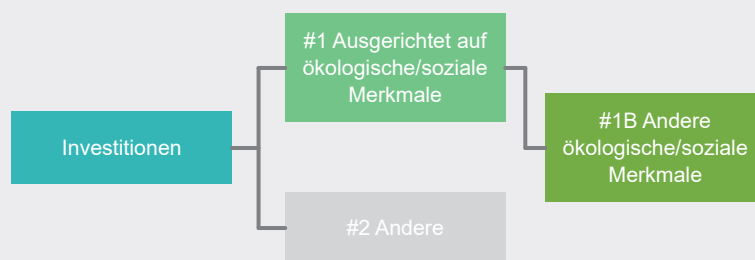 Investitionen
#1 Ausgerichtet auf
ökologische/soziale
Merkmale
#2 Andere
#1B Andere
ökologische/soziale
Merkmale